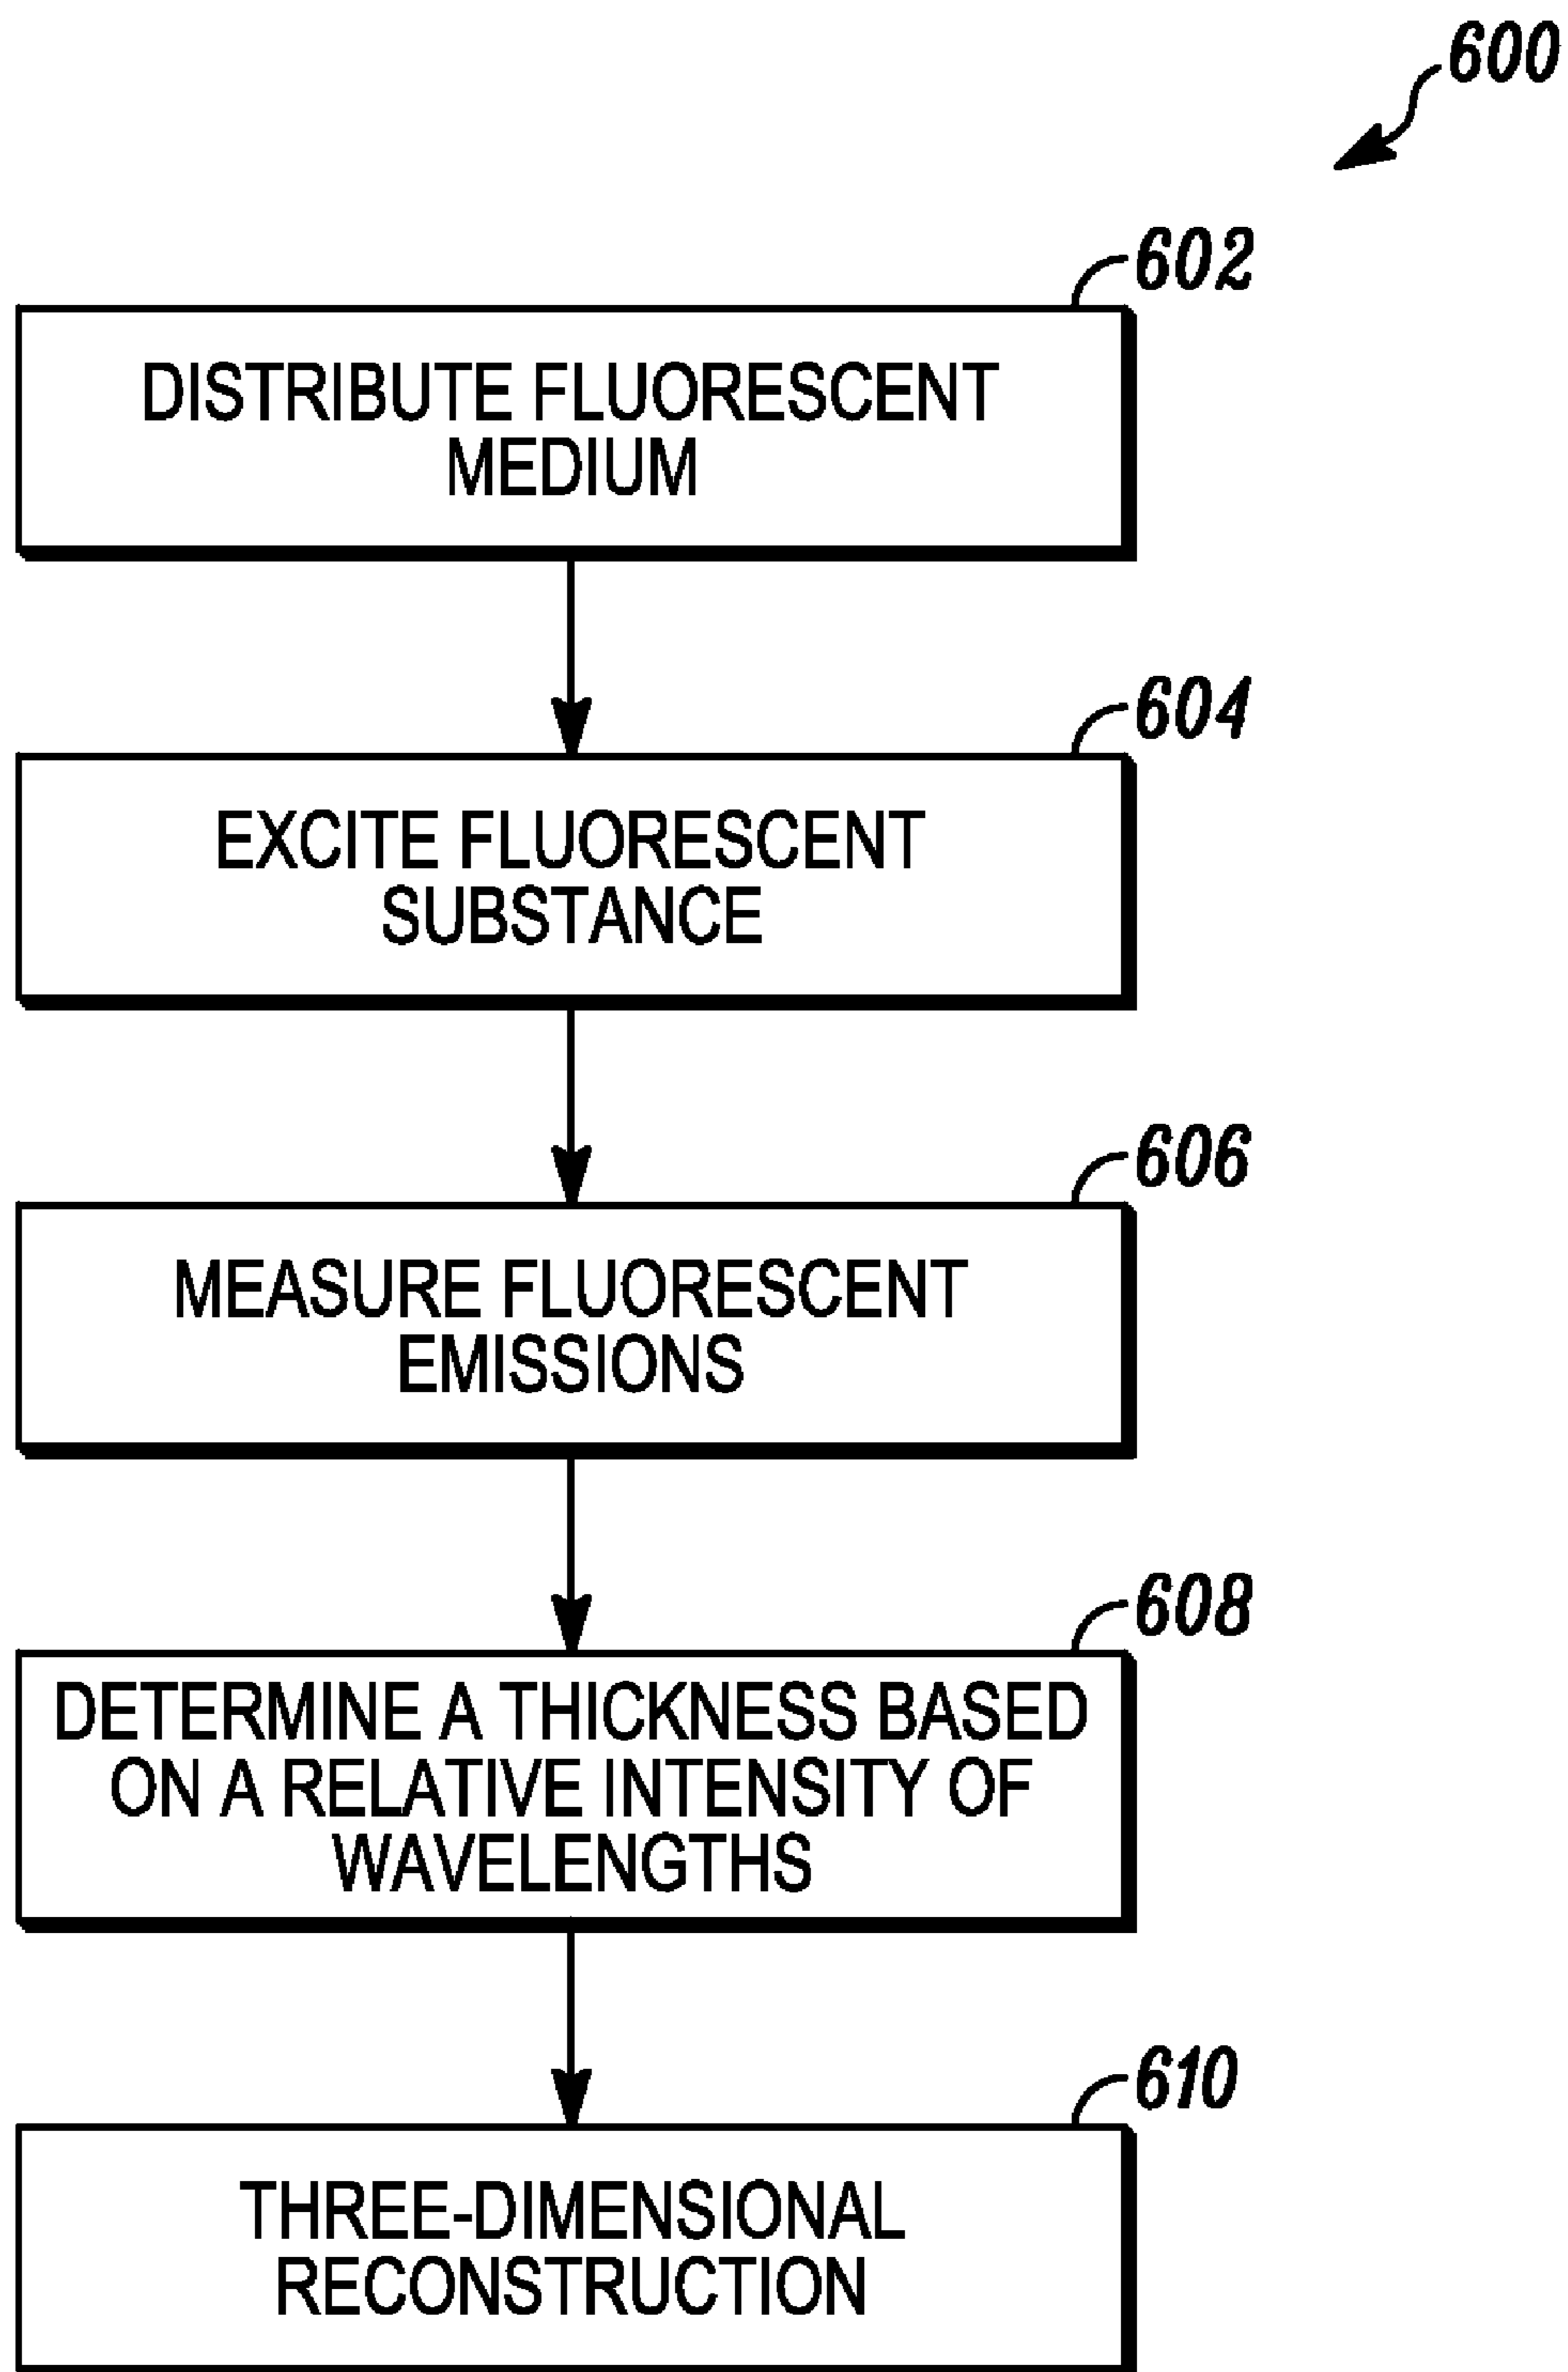 600
602
DISTRIBUTE FLUORESCENT
MEDIUM
604
EXCITE FLUORESCENT
SUBSTANCE
606
MEASURE FLUORESCENT
EMISSIONS
608
DETERMINE A THICKNESS BASED
ON A RELATIVE INTENSITY OF
WAVELENGTHS
610
THREE-DIMENSIONAL
RECONSTRUCTION